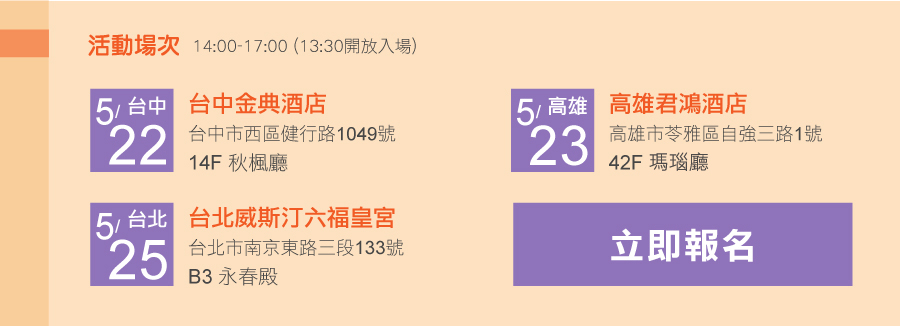 活動場次 14:00-17:00 (13:30開放入場)
5/ 台中
22
台中金典酒店
台中市西區健行路1049號
14F 秋楓廳
5/ 高雄
23
高雄君鴻酒店
高雄市苓雅區自強三路1號
42F 瑪瑙廳
5/ 台北
25
台北威斯汀六福皇宮
台北市南京東路三段133號
B3 永春殿
立即報名